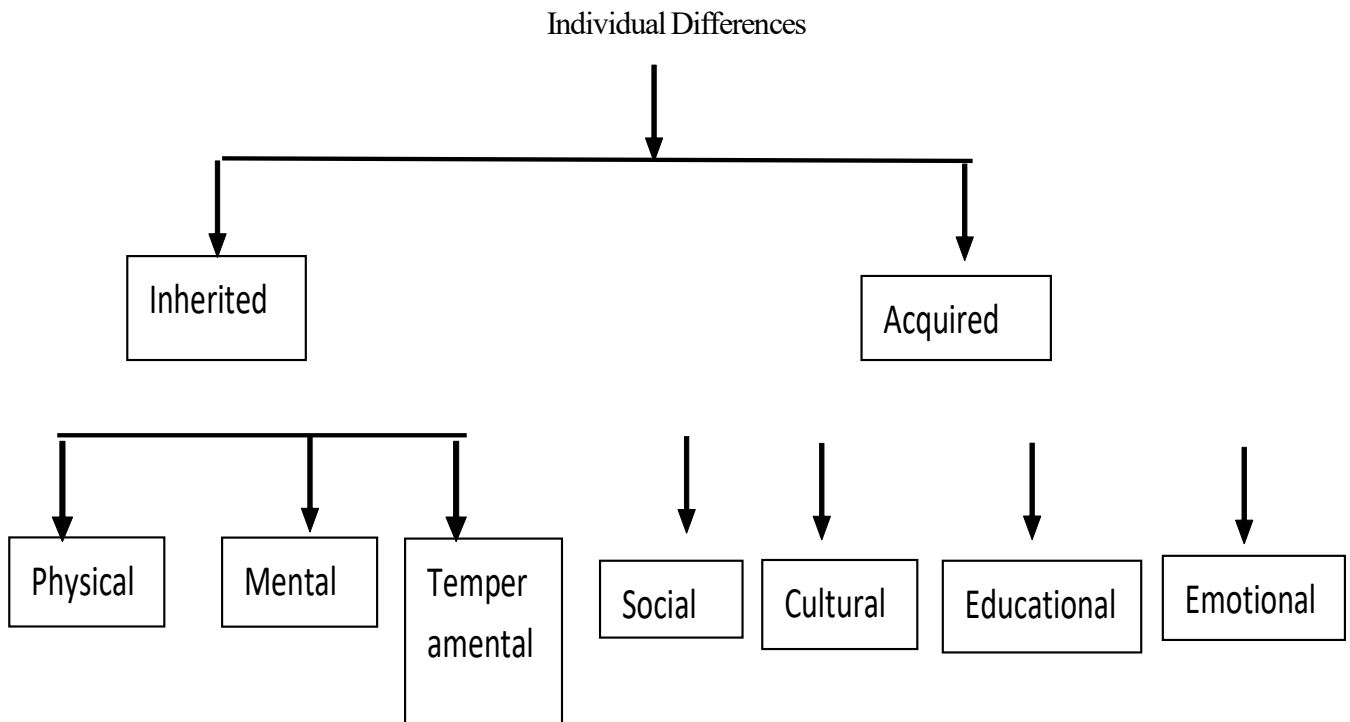 Individual Differences
Inherited
Acquired
Physical
Mental
Temper
amental
Social
Cultural
Educational
Emotional